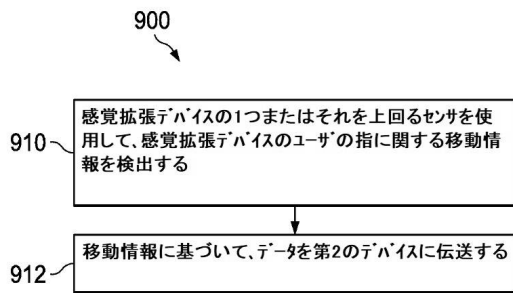 900
910
感覚拡張ﾃﾞﾊﾞｲｽの1つまたはそれを上回るｾﾝｻを使
用して、感覚拡張ﾃﾞﾊﾞｲｽのﾕｰｻﾞの指に関する移動情
報を検出する
912
移動情報に基づいて、ﾃﾞｰﾀを第2のﾃﾞﾊﾞｲｽに伝送する